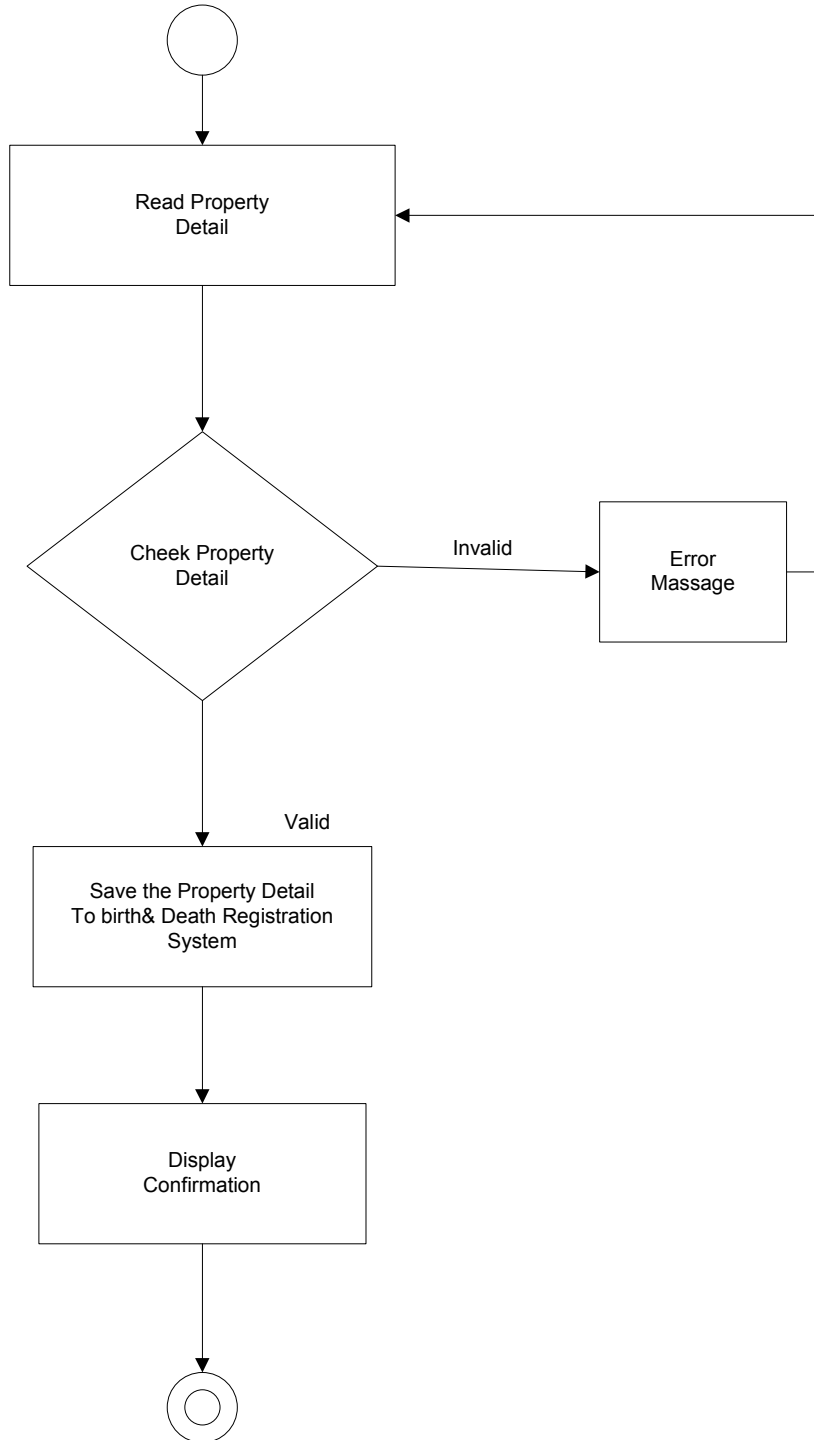 Read Property
Detail
Cheek Property
Detail
Invalid
Error
Massage
Valid
Save the Property Detail
To birth& Death Registration
System
Display
Confirmation